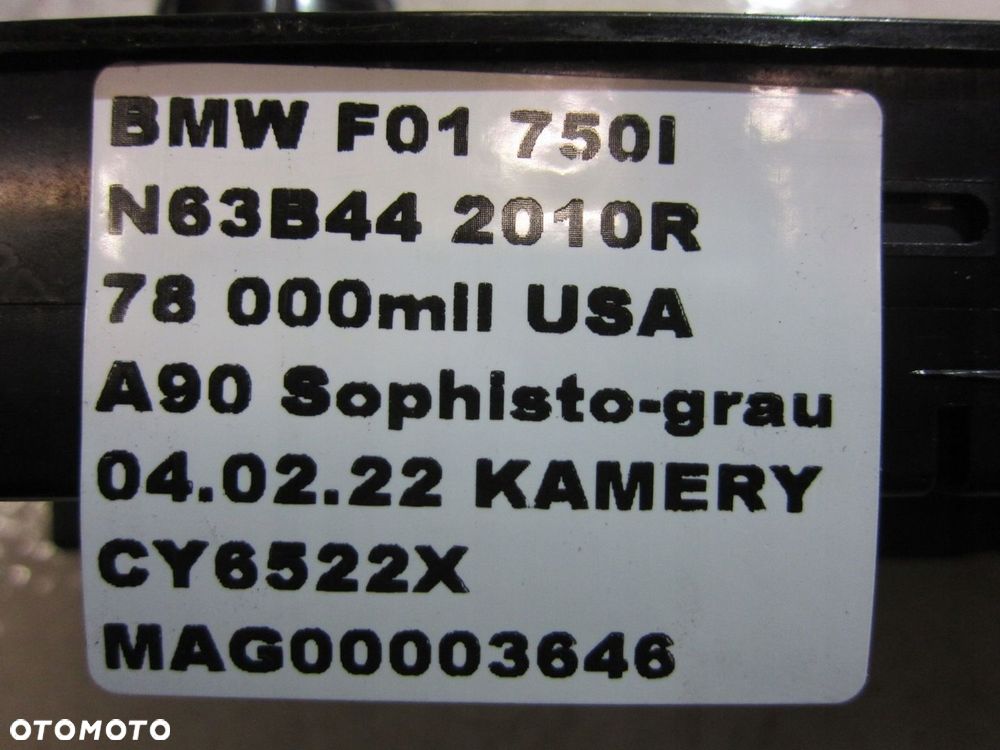 BMW F01 750I
N63B44 2010R
78 000mil USA
A90 Sophisto-grau
04.02.22 KAMERY
CY6522X
MAG00003646
OTOMOTO